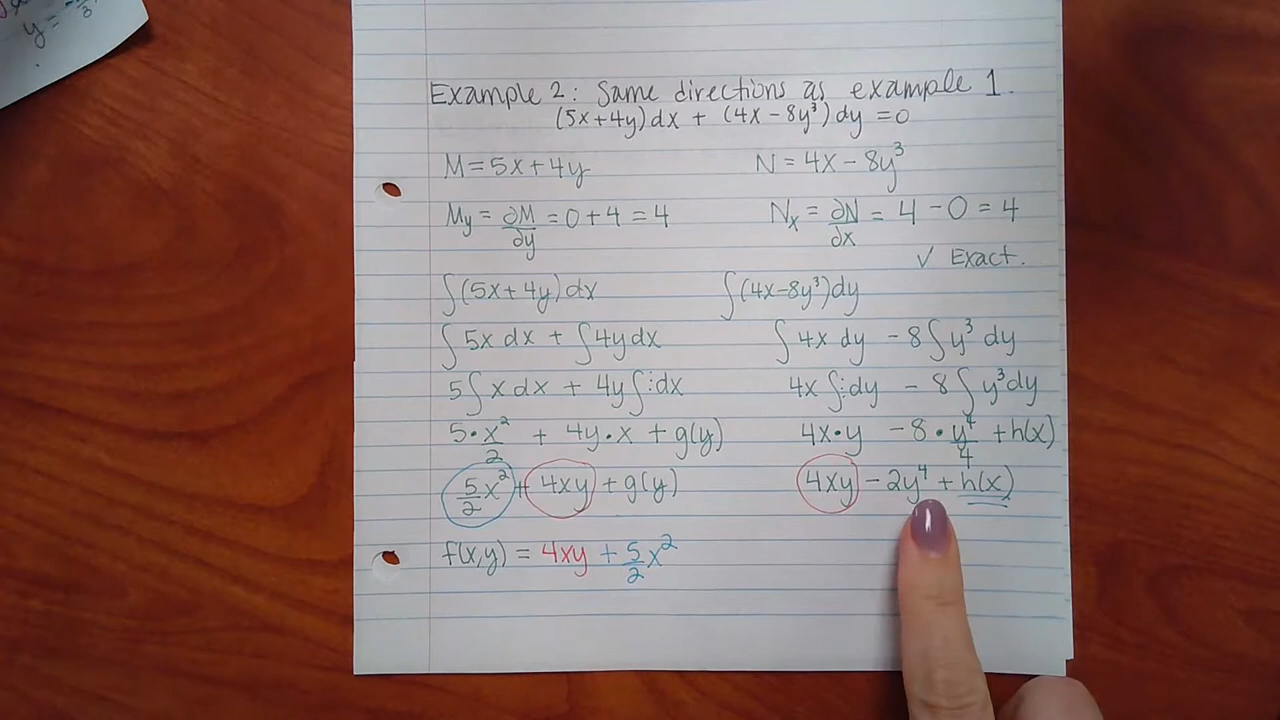 y = -
Example 2: Same directions as example 1.
(5x+4y)dx + (4x-8y³)dy = 0
M = 5x+4y N = 4x-8y³
My = ∂M/∂y = 0+4 = 4 Nx = ∂N/∂x = 4-0 = 4
✓ Exact.
∫(5x+4y)dx ∫(4x-8y³)dy
∫5x dx + ∫4y dx ∫4x dy - 8∫y³ dy
5∫x dx + 4y∫1dx 4x∫1dy - 8∫y³dy
5•x²/2 + 4y•x + g(y) 4x•y - 8•y⁴/4 + h(x)
5/2x² + 4xy + g(y) 4xy - 2y⁴ + h(x)
f(x,y) = 4xy + 5/2x²